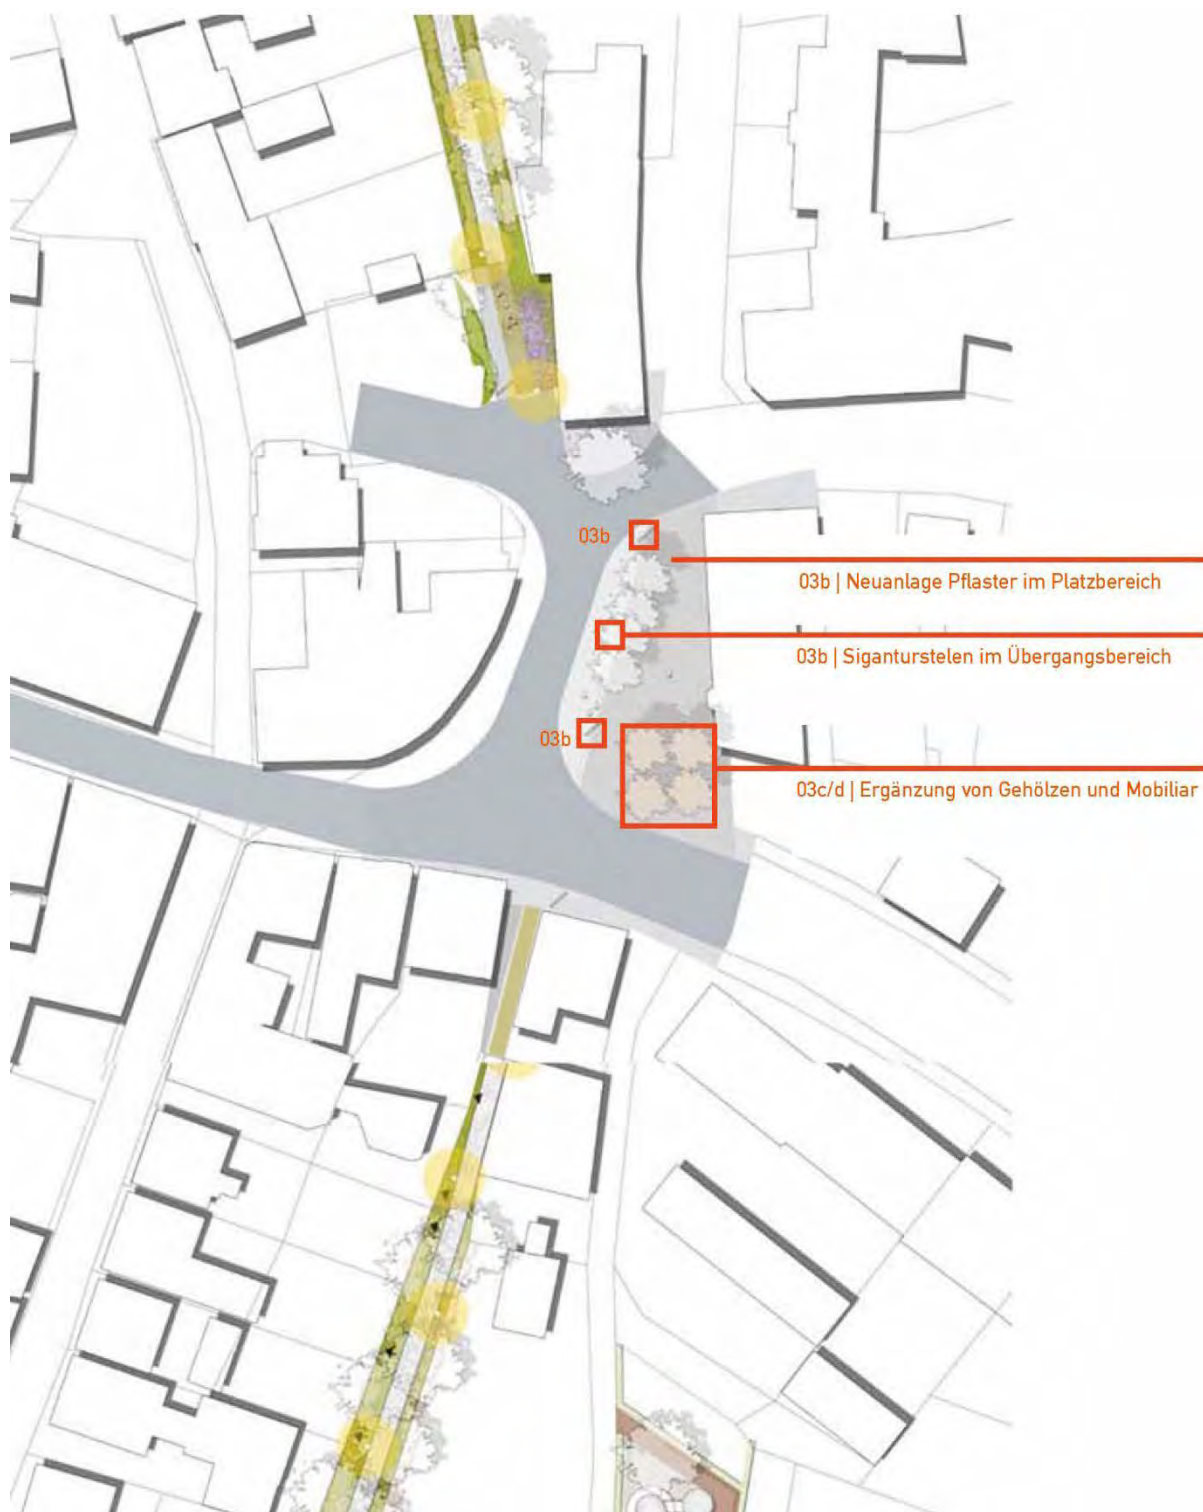 03b
03b | Neuanlage Pflaster im Platzbereich
03b | Siganturstelen im Übergangsbereich
03b
03c/d | Ergänzung von Gehölzen und Mobiliar